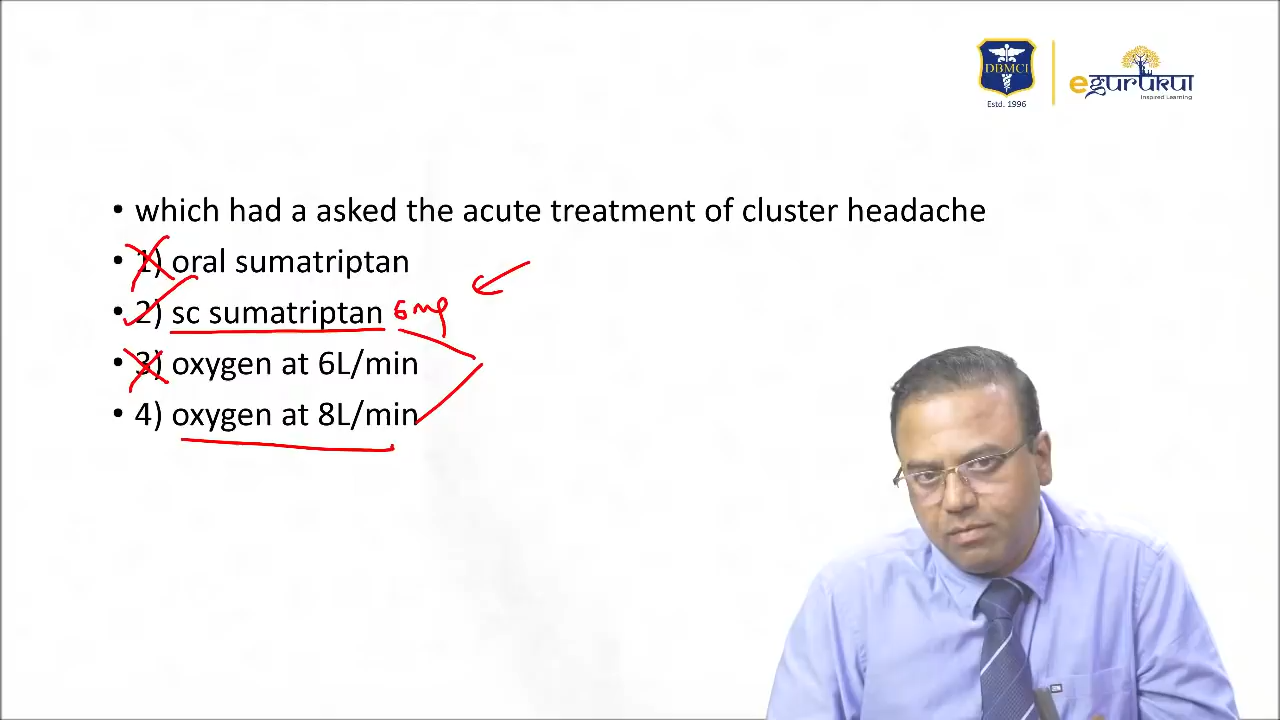 DBMCI
Estd. 1996
egurukul
Inspired Learning
• which had a asked the acute treatment of cluster headache
• 1) oral sumatriptan
• 2) sc sumatriptan 6mg
• 3) oxygen at 6L/min
• 4) oxygen at 8L/min